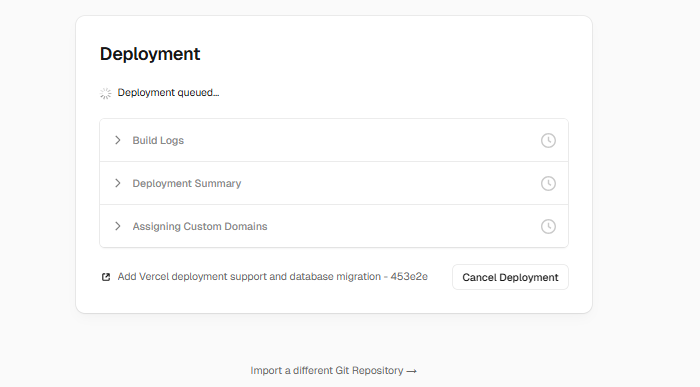 Deployment
Deployment queued...
Build Logs
Deployment Summary
Assigning Custom Domains
Add Vercel deployment support and database migration - 453e2e
Cancel Deployment
Import a different Git Repository →